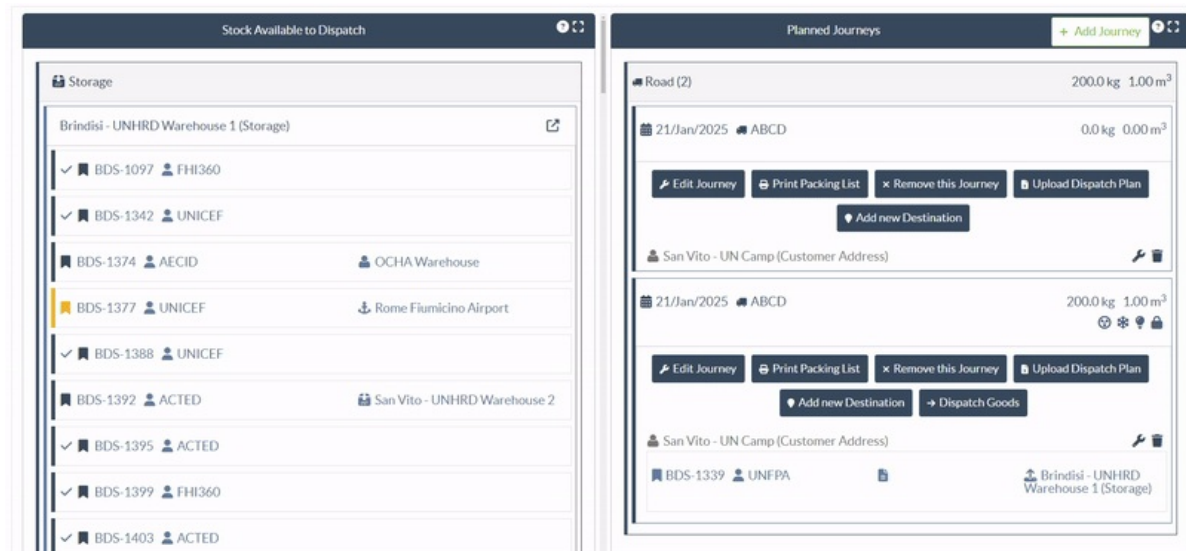 Stock Available to Dispatch
Storage
Brindisi - UNHRD Warehouse 1 (Storage)
BDS-1097 FHI360
BDS-1342 UNICEF
BDS-1374 AECID OCHA Warehouse
BDS-1377 UNICEF Rome Fiumicino Airport
BDS-1388 UNICEF
BDS-1392 ACTED San Vito - UNHRD Warehouse 2
BDS-1395 ACTED
BDS-1399 FHI360
BDS-1403 ACTED
Planned Journeys + Add Journey
Road (2) 200.0 kg 1.00 m³
21/Jan/2025 ABCD 0.0 kg 0.00 m³
Edit Journey Print Packing List × Remove this Journey Upload Dispatch Plan
Add new Destination
San Vito - UN Camp (Customer Address)
21/Jan/2025 ABCD 200.0 kg 1.00 m³
Edit Journey Print Packing List × Remove this Journey Upload Dispatch Plan
Add new Destination → Dispatch Goods
San Vito - UN Camp (Customer Address)
BDS-1339 UNFPA Brindisi - UNHRD
Warehouse 1 (Storage)